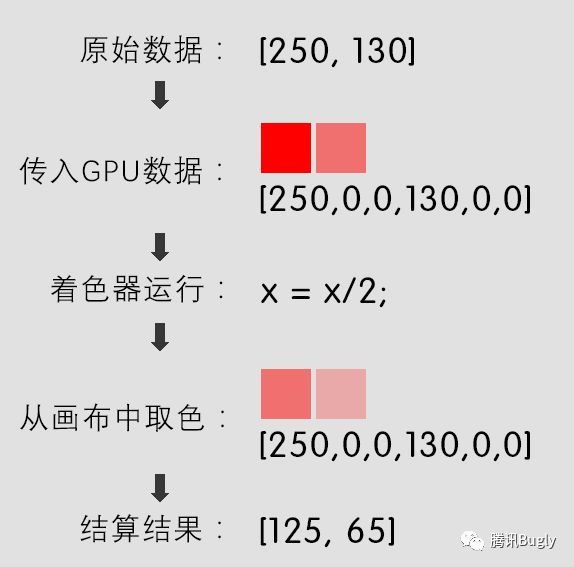 原始数据： [250, 130]
传入GPU数据：
[250,0,0,130,0,0]
着色器运行： x = x/2;
从画布中取色：
[250,0,0,130,0,0]
结算结果： [125, 65]
腾讯Bugly